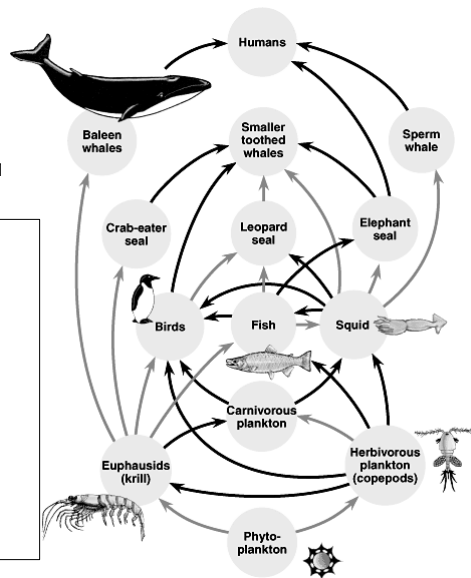 Humans
Baleen
whales
Smaller
toothed
whales
Sperm
whale
Crab-eater
seal
Leopard
seal
Elephant
seal
Birds
Fish
Squid
Carnivorous
plankton
Euphausids
(krill)
Herbivorous
plankton
(copepods)
Phyto-
plankton